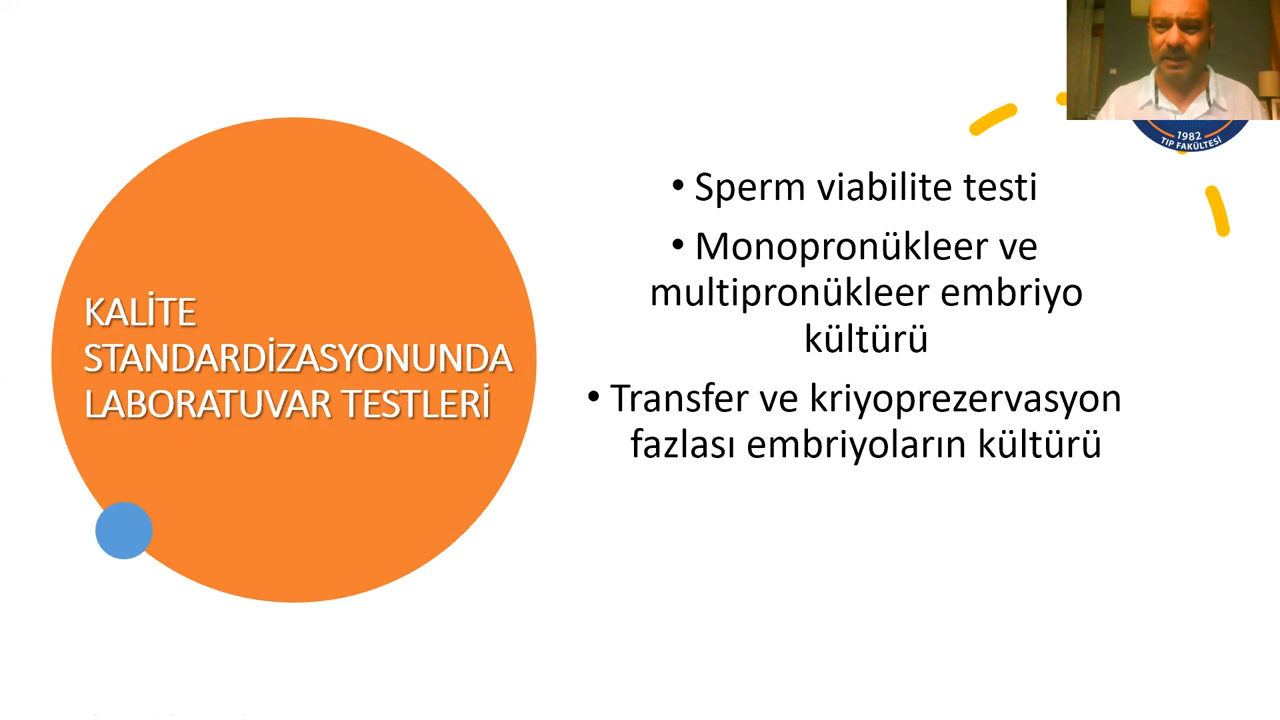 KALİTE
STANDARDİZASYONUNDA
LABORATUVAR TESTLERİ
• Sperm viabilite testi
• Monopronükleer ve
multipronükleer embriyo
kültürü
• Transfer ve kriyoprezervasyon
fazlası embriyoların kültürü
1982
TIP FAKÜLTESİ